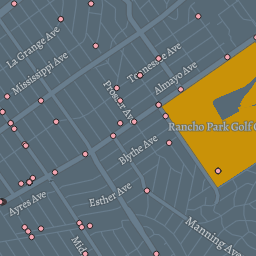 La Grange Ave
Mississippi Ave
Tennessee Ave
Prosser Ave
Almayo Ave
Rancho Park Golf
Blythe Ave
Esther Ave
Ayres Ave
Manning Ave